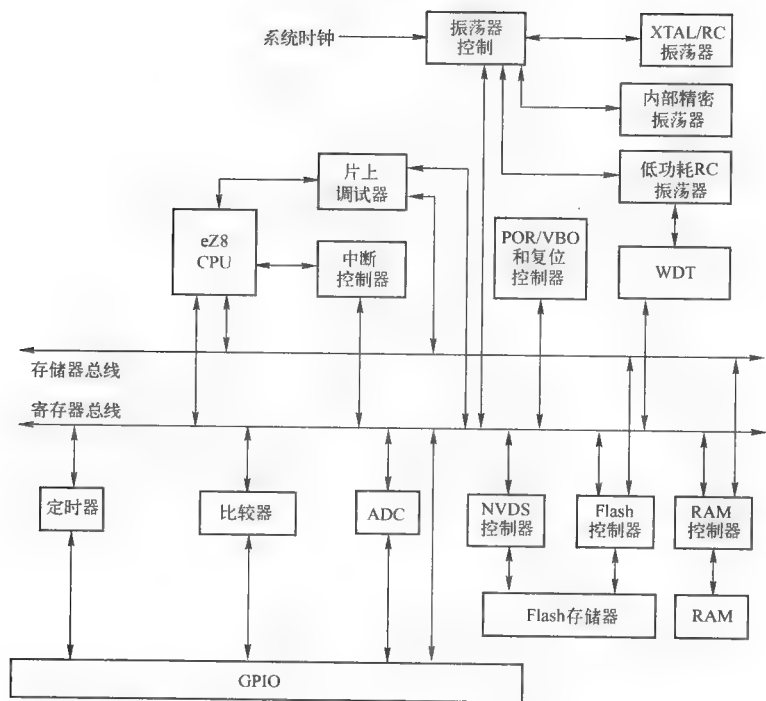 系统时钟
振荡器
控制
XTAL/RC
振荡器
内部精密
振荡器
片上
调试器
低功耗RC
振荡器
eZ8
CPU
中断
控制器
POR/VBO
和复位
控制器
WDT
存储器总线
寄存器总线
定时器
比较器
ADC
NVDS
控制器
Flash
控制器
RAM
控制器
Flash存储器
RAM
GPIO